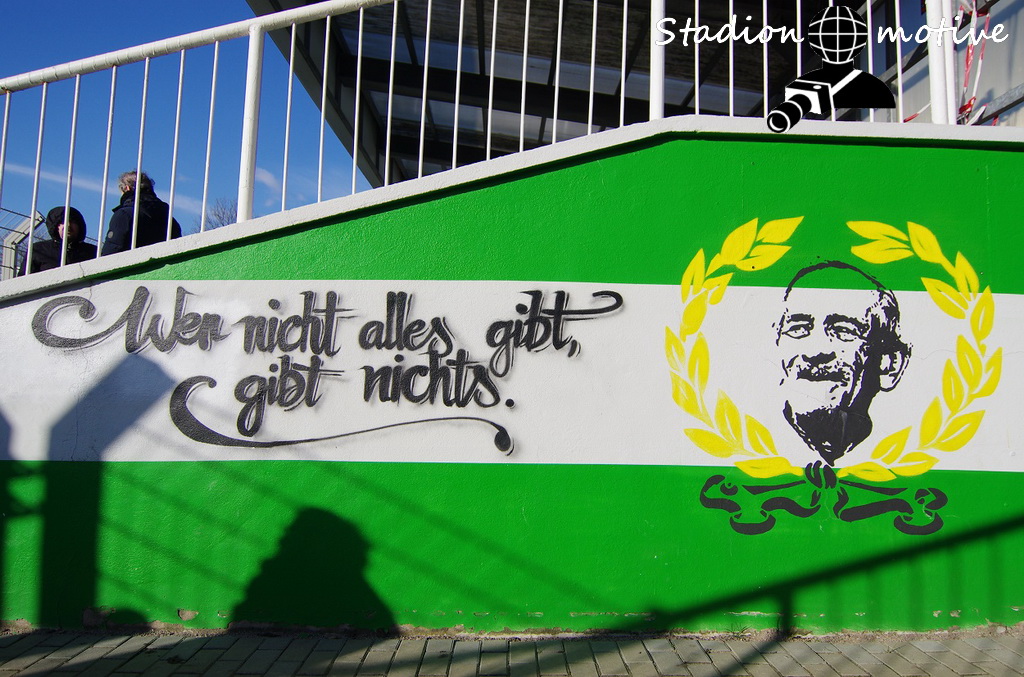 Stadion motive
Wer nicht alles gibt,
gibt nichts.